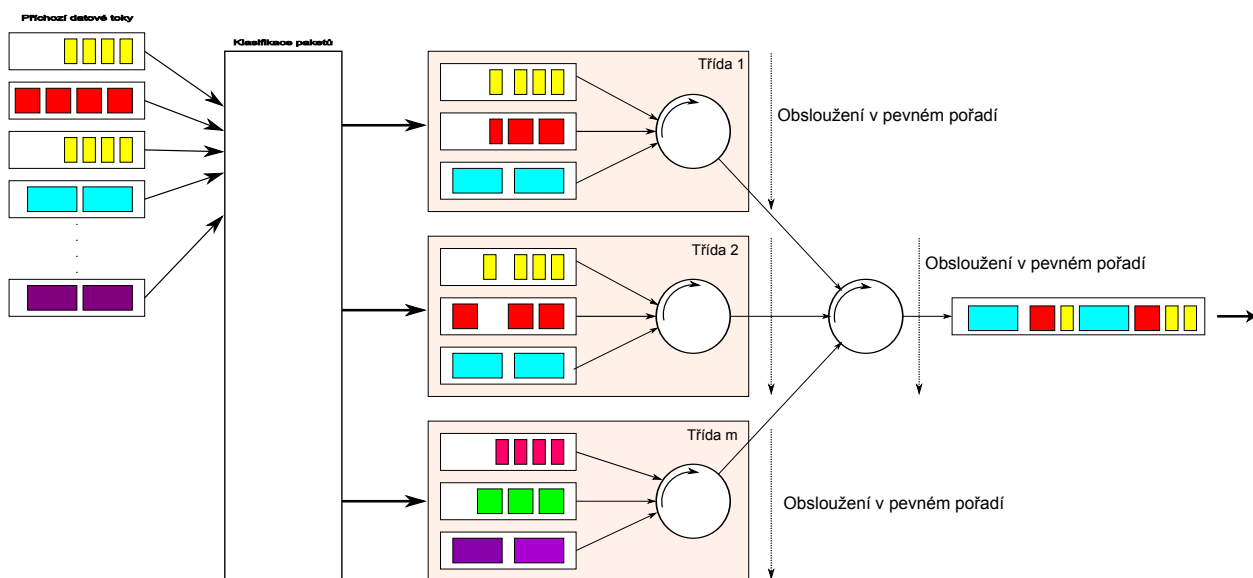 Příchozí datové toky
Klasifikace paketů
Třída 1
Obsloužení v pevném pořadí
Třída 2
Obsloužení v pevném pořadí
Třída m
Obsloužení v pevném pořadí